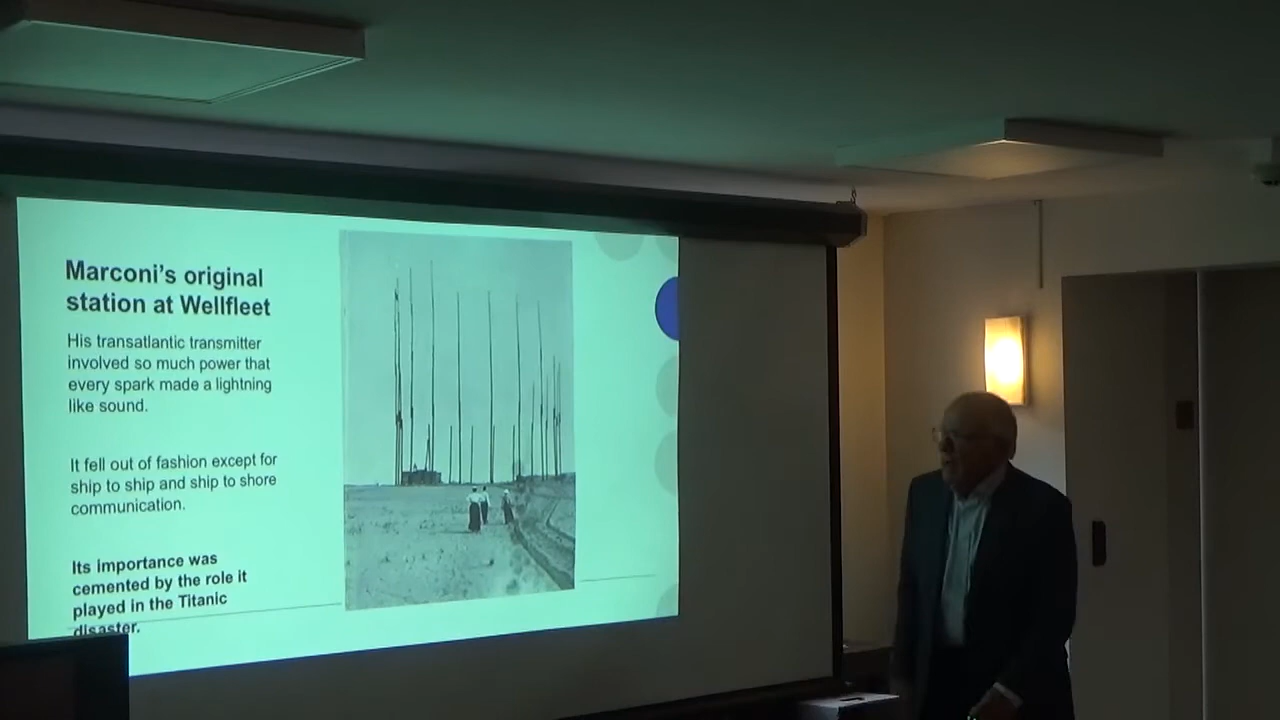 Marconi's original
station at Wellfleet
His transatlantic transmitter
involved so much power that
every spark made a lightning
like sound.
It fell out of fashion except for
ship to ship and ship to shore
communication.
Its importance was
cemented by the role it
played in the Titanic
disaster.